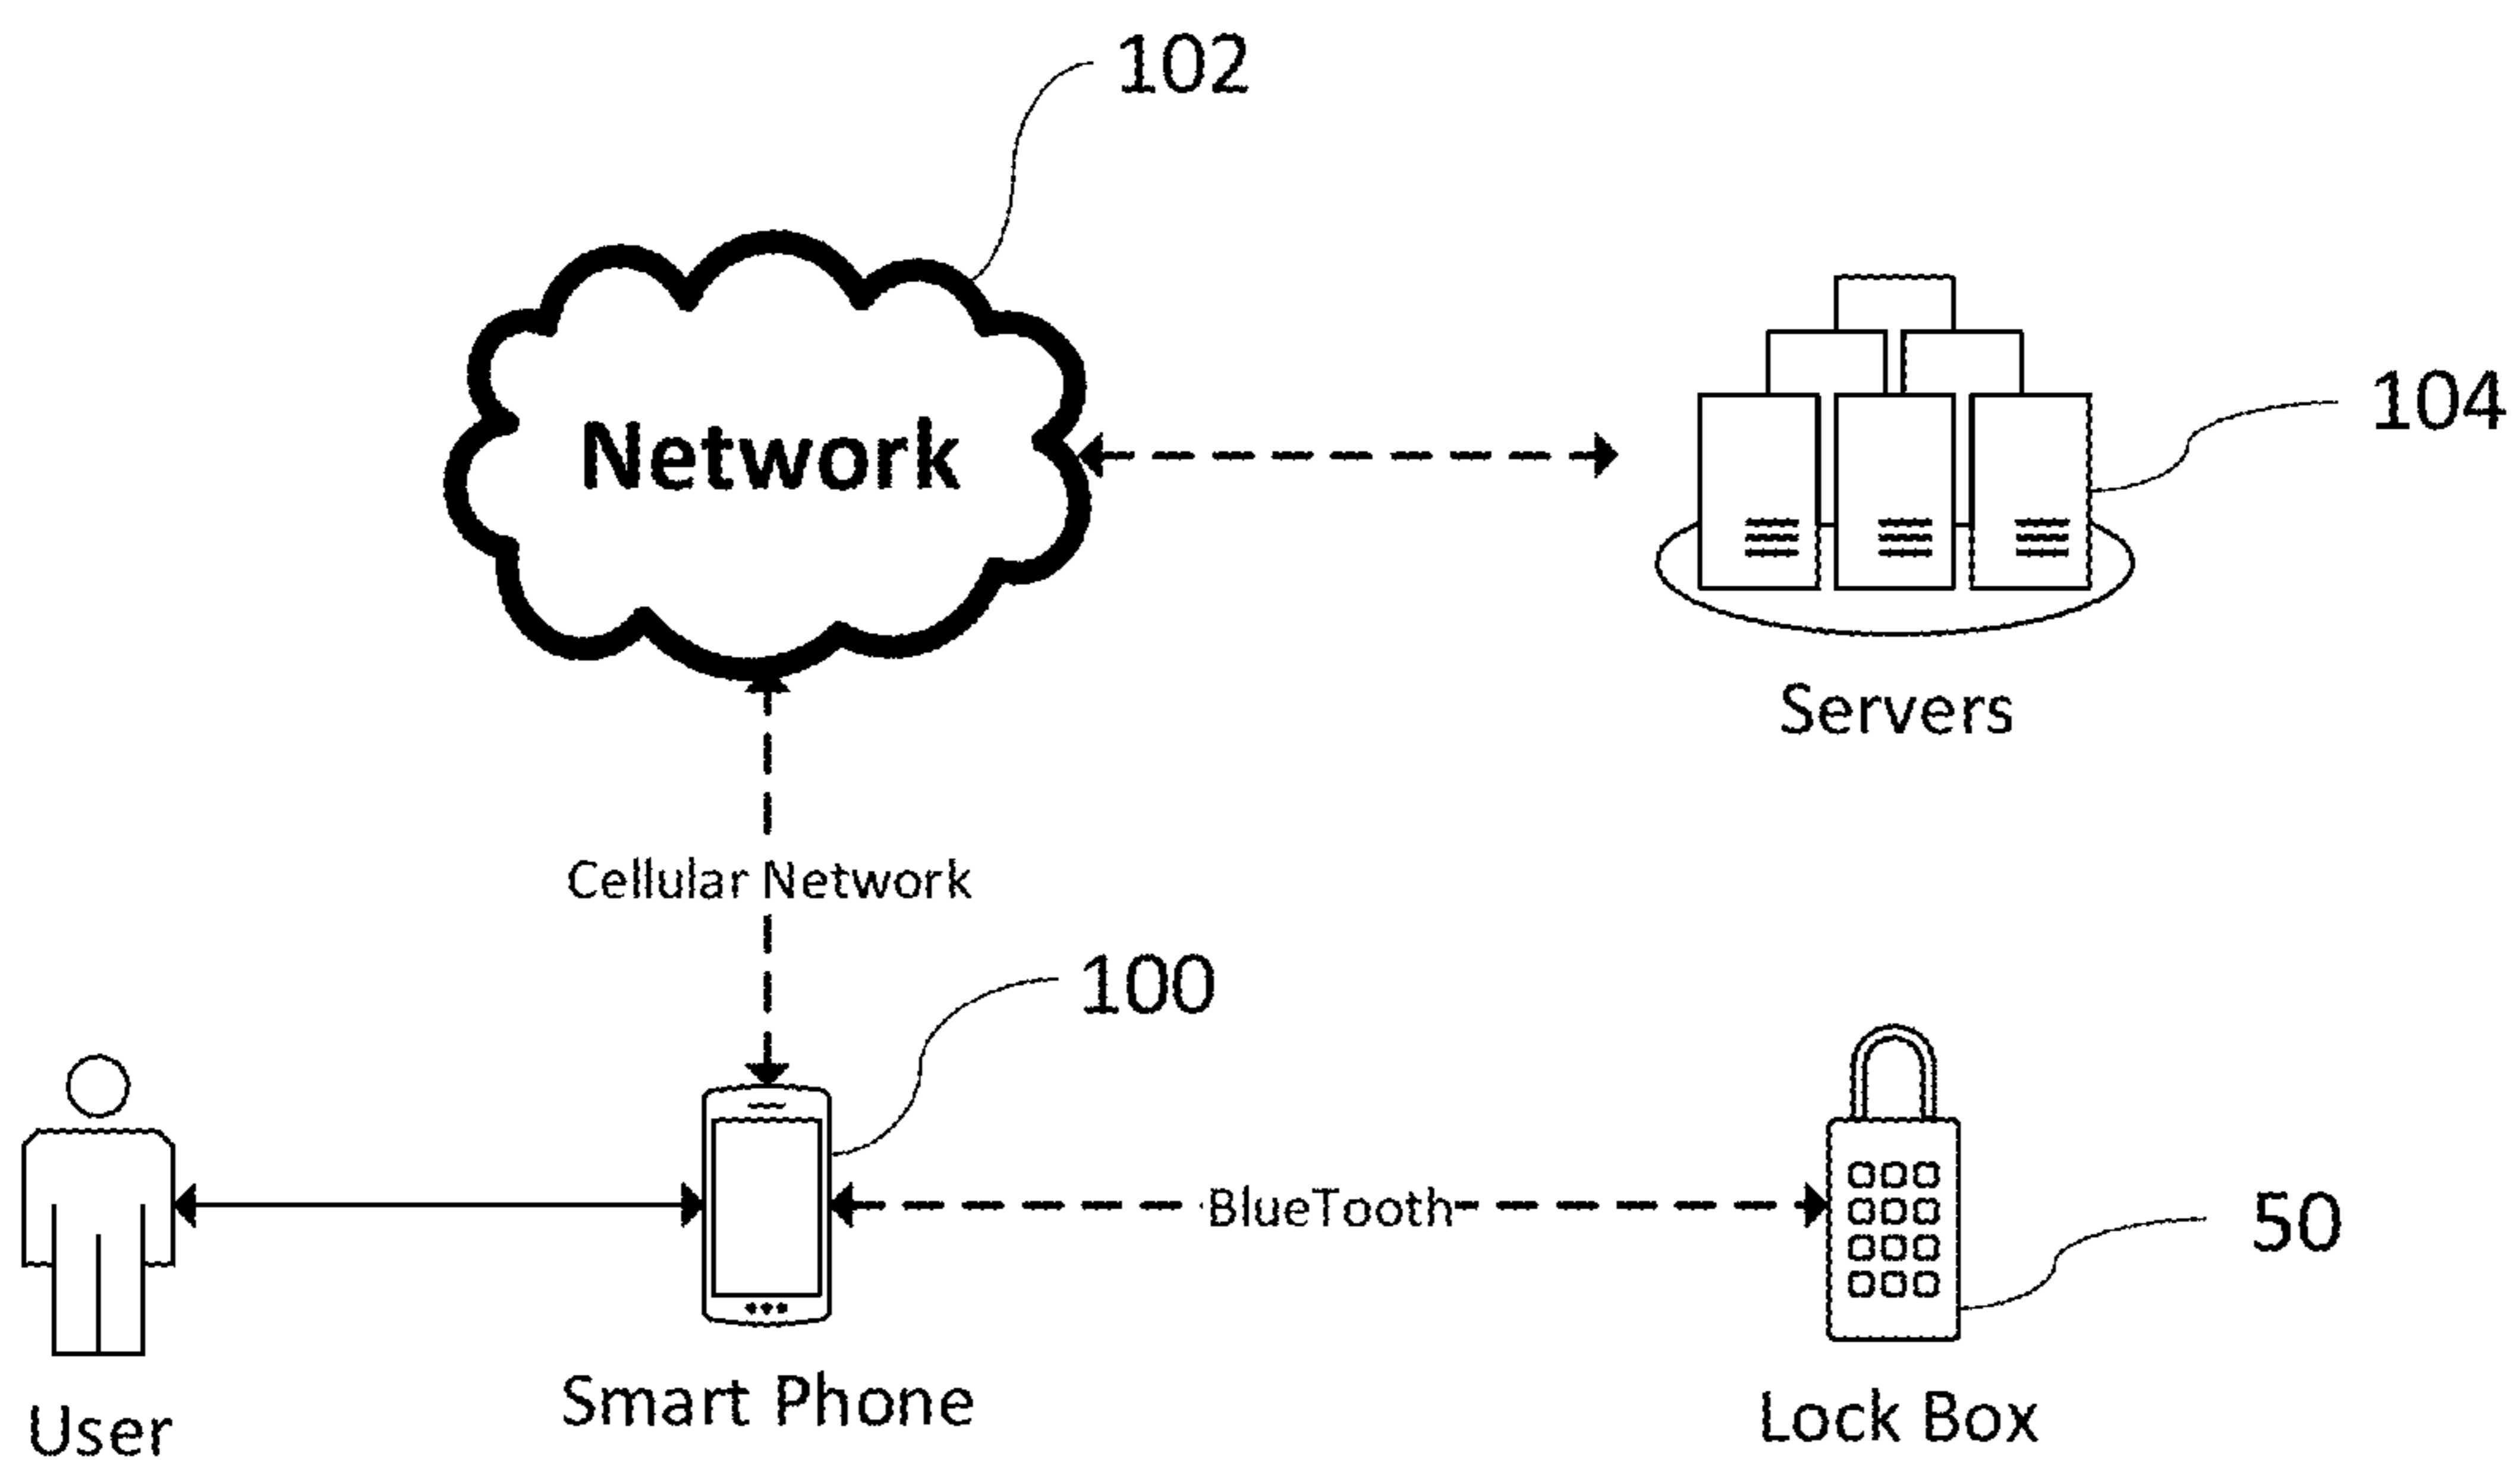 102
104
Network
Servers
Cellular Network
100
BlueTooth
50
Smart Phone
Lock Box
User